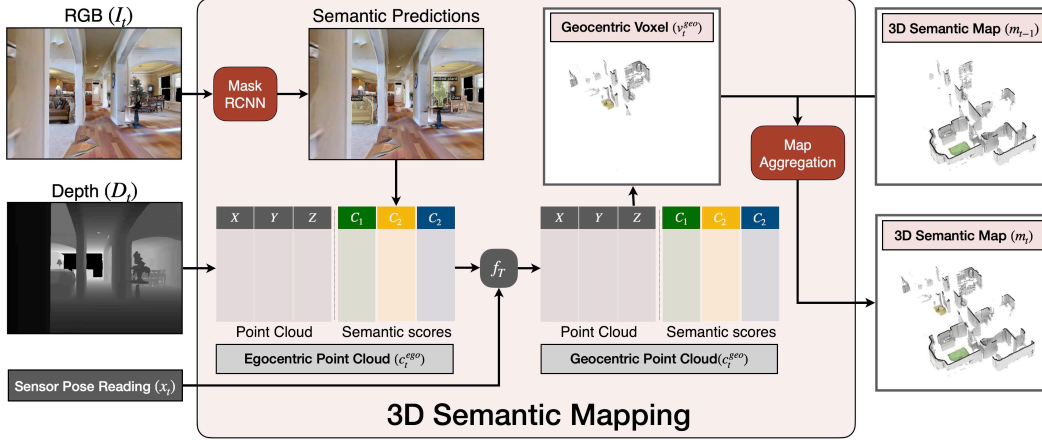 RGB (I_t)
Semantic Predictions
Mask
RCNN
Geocentric Voxel (v_t^{geo})
3D Semantic Map (m_{t−1})
Map
Aggregation
Depth (D_t)
X Y Z C_1 C_2 C_2
X Y Z C_1 C_2 C_2
f_T
3D Semantic Map (m_t)
Point Cloud Semantic scores
Egocentric Point Cloud (c_t^{ego})
Point Cloud Semantic scores
Geocentric Point Cloud(c_t^{geo})
Sensor Pose Reading (x_t)
3D Semantic Mapping